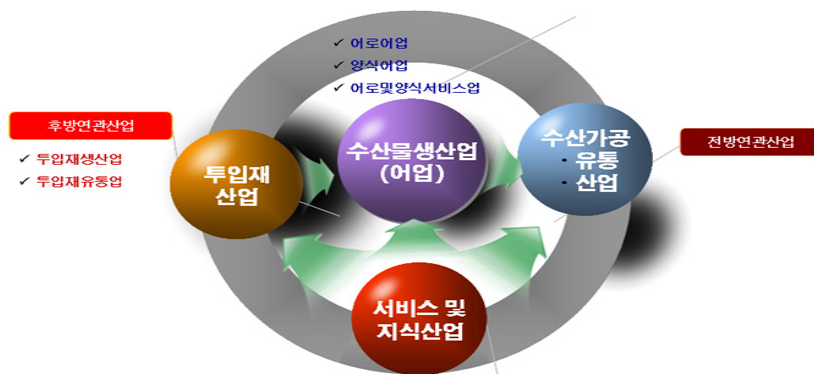 ✓ 어로어업
✓ 양식어업
✓ 어로및양식서비스업
후방연관산업
✓ 투입재생산업
✓ 투입재유통업
투입재
산업
수산물생산업
(어업)
수산가공
• 유통
• 산업
전방연관산업
서비스 및
지식산업